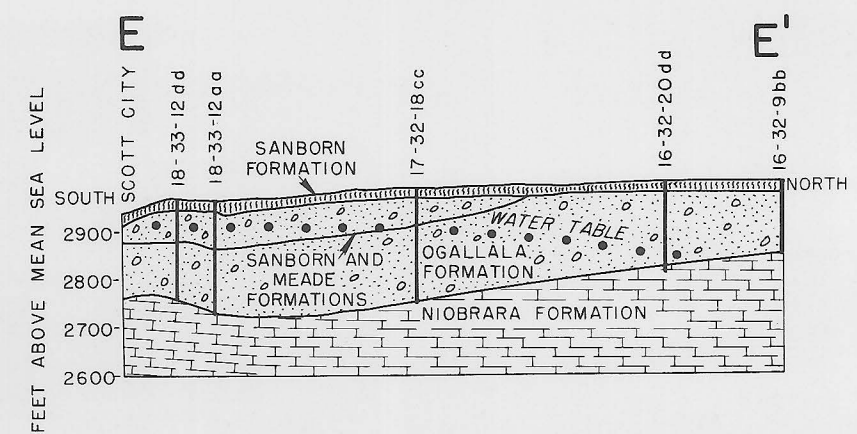 E
E'
FEET ABOVE MEAN SEA LEVEL
SCOTT CITY
18-33-12dd
18-33-12aa
17-32-18cc
16-32-20dd
16-32-9bb
SANBORN
FORMATION
SOUTH
NORTH
2900
2800
2700
2600
WATER TABLE
SANBORN AND
MEADE
FORMATIONS
OGALLALA
FORMATION
NIOBRARA FORMATION